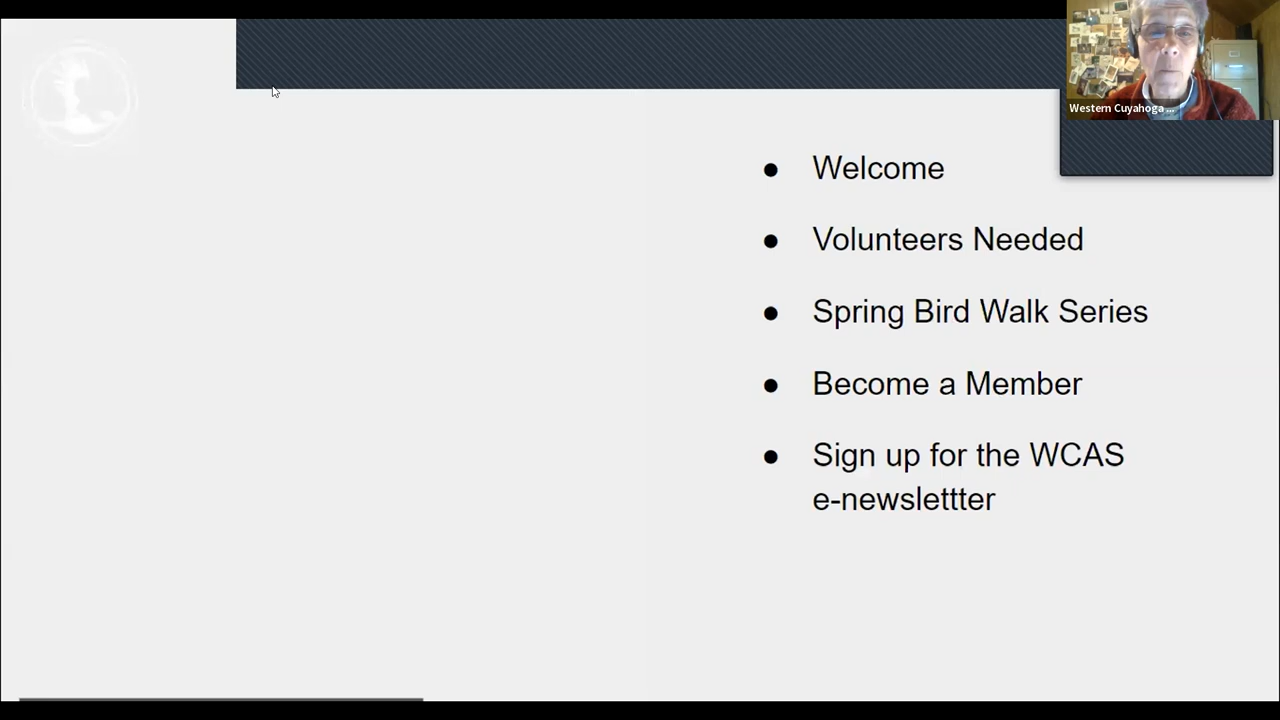 Western Cuyahoga ...
● Welcome
● Volunteers Needed
● Spring Bird Walk Series
● Become a Member
● Sign up for the WCAS
e-newslettter